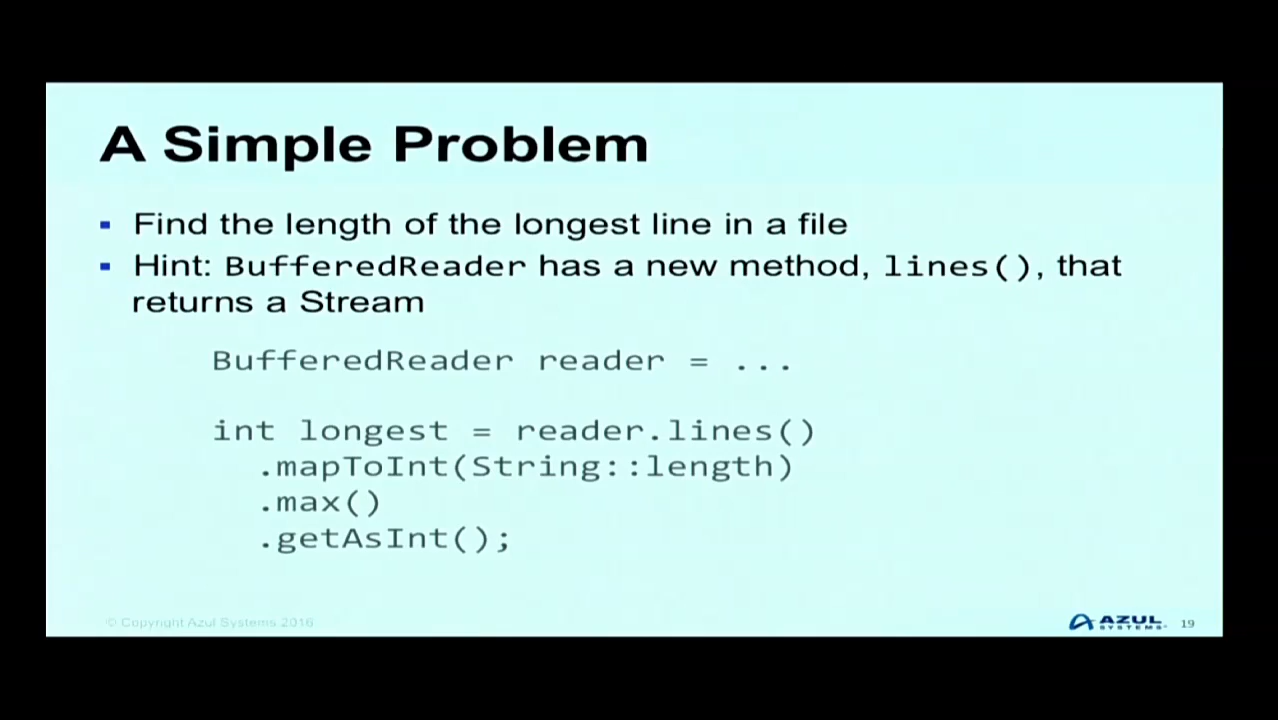 A Simple Problem
Find the length of the longest line in a file
Hint: BufferedReader has a new method, lines(), that
returns a Stream
BufferedReader reader = ...
int longest = reader.lines()
.mapToInt(String::length)
.max()
.getAsInt();
© Copyright Azul Systems 2016
AZUL
SYSTEMS
19